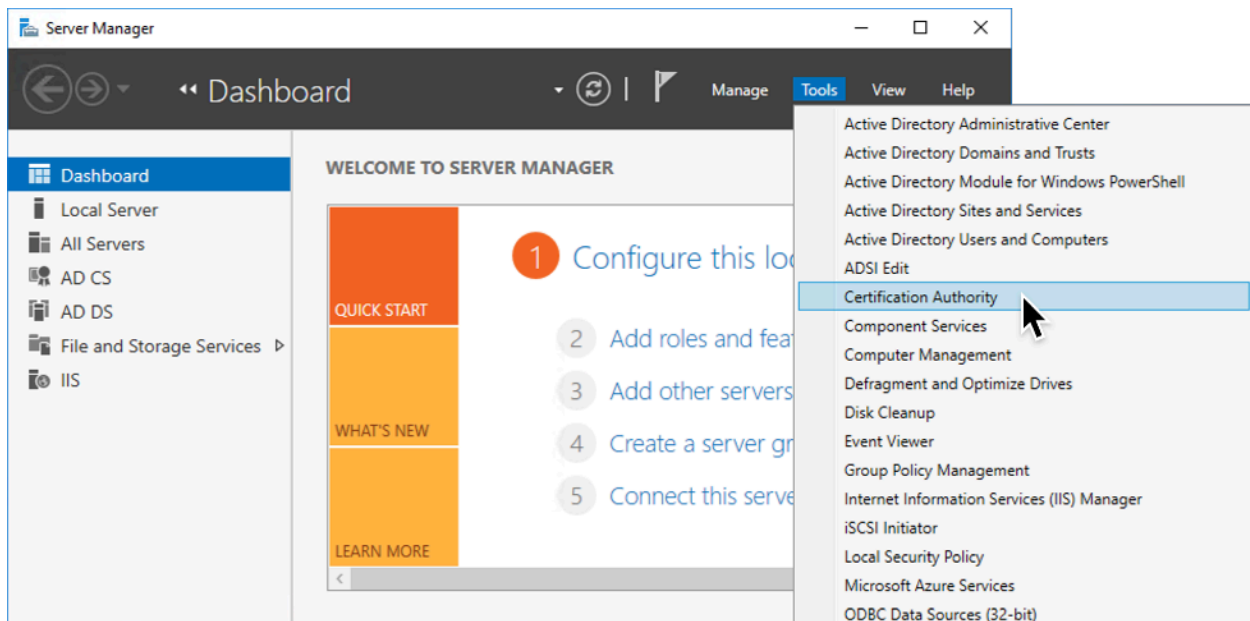 Server Manager
Dashboard
Manage
Tools
View
Help
Dashboard
Local Server
All Servers
AD CS
AD DS
File and Storage Services
IIS
WELCOME TO SERVER MANAGER
QUICK START
WHAT'S NEW
LEARN MORE
1 Configure this loc
2 Add roles and fea
3 Add other servers
4 Create a server gr
5 Connect this serve
Active Directory Administrative Center
Active Directory Domains and Trusts
Active Directory Module for Windows PowerShell
Active Directory Sites and Services
Active Directory Users and Computers
ADSI Edit
Certification Authority
Component Services
Computer Management
Defragment and Optimize Drives
Disk Cleanup
Event Viewer
Group Policy Management
Internet Information Services (IIS) Manager
iSCSI Initiator
Local Security Policy
Microsoft Azure Services
ODBC Data Sources (32-bit)